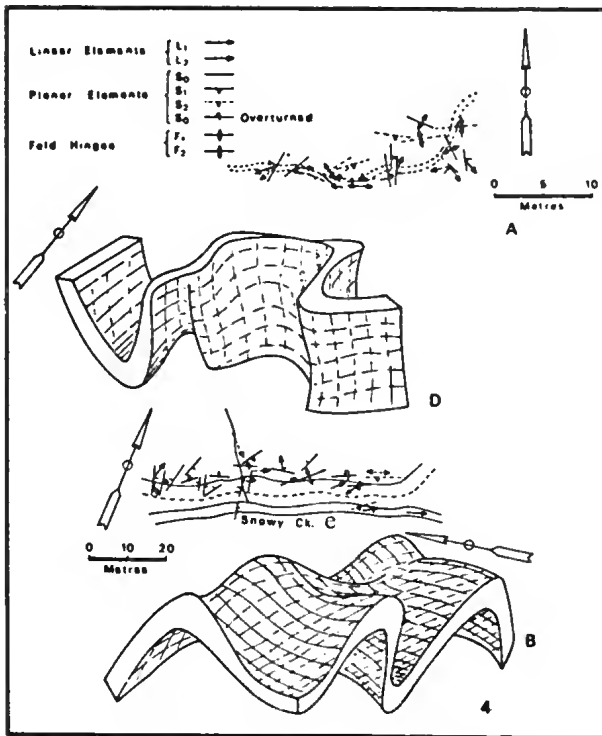 Linear Elements L₁
L₂
Planar Elements S₀
S₁
S₂
S₀ Overturned
Fold Hinges F₁
F₂
0 5 10
Metres
A
D
Snowy Ck. C
0 10 20
Metres
B
4